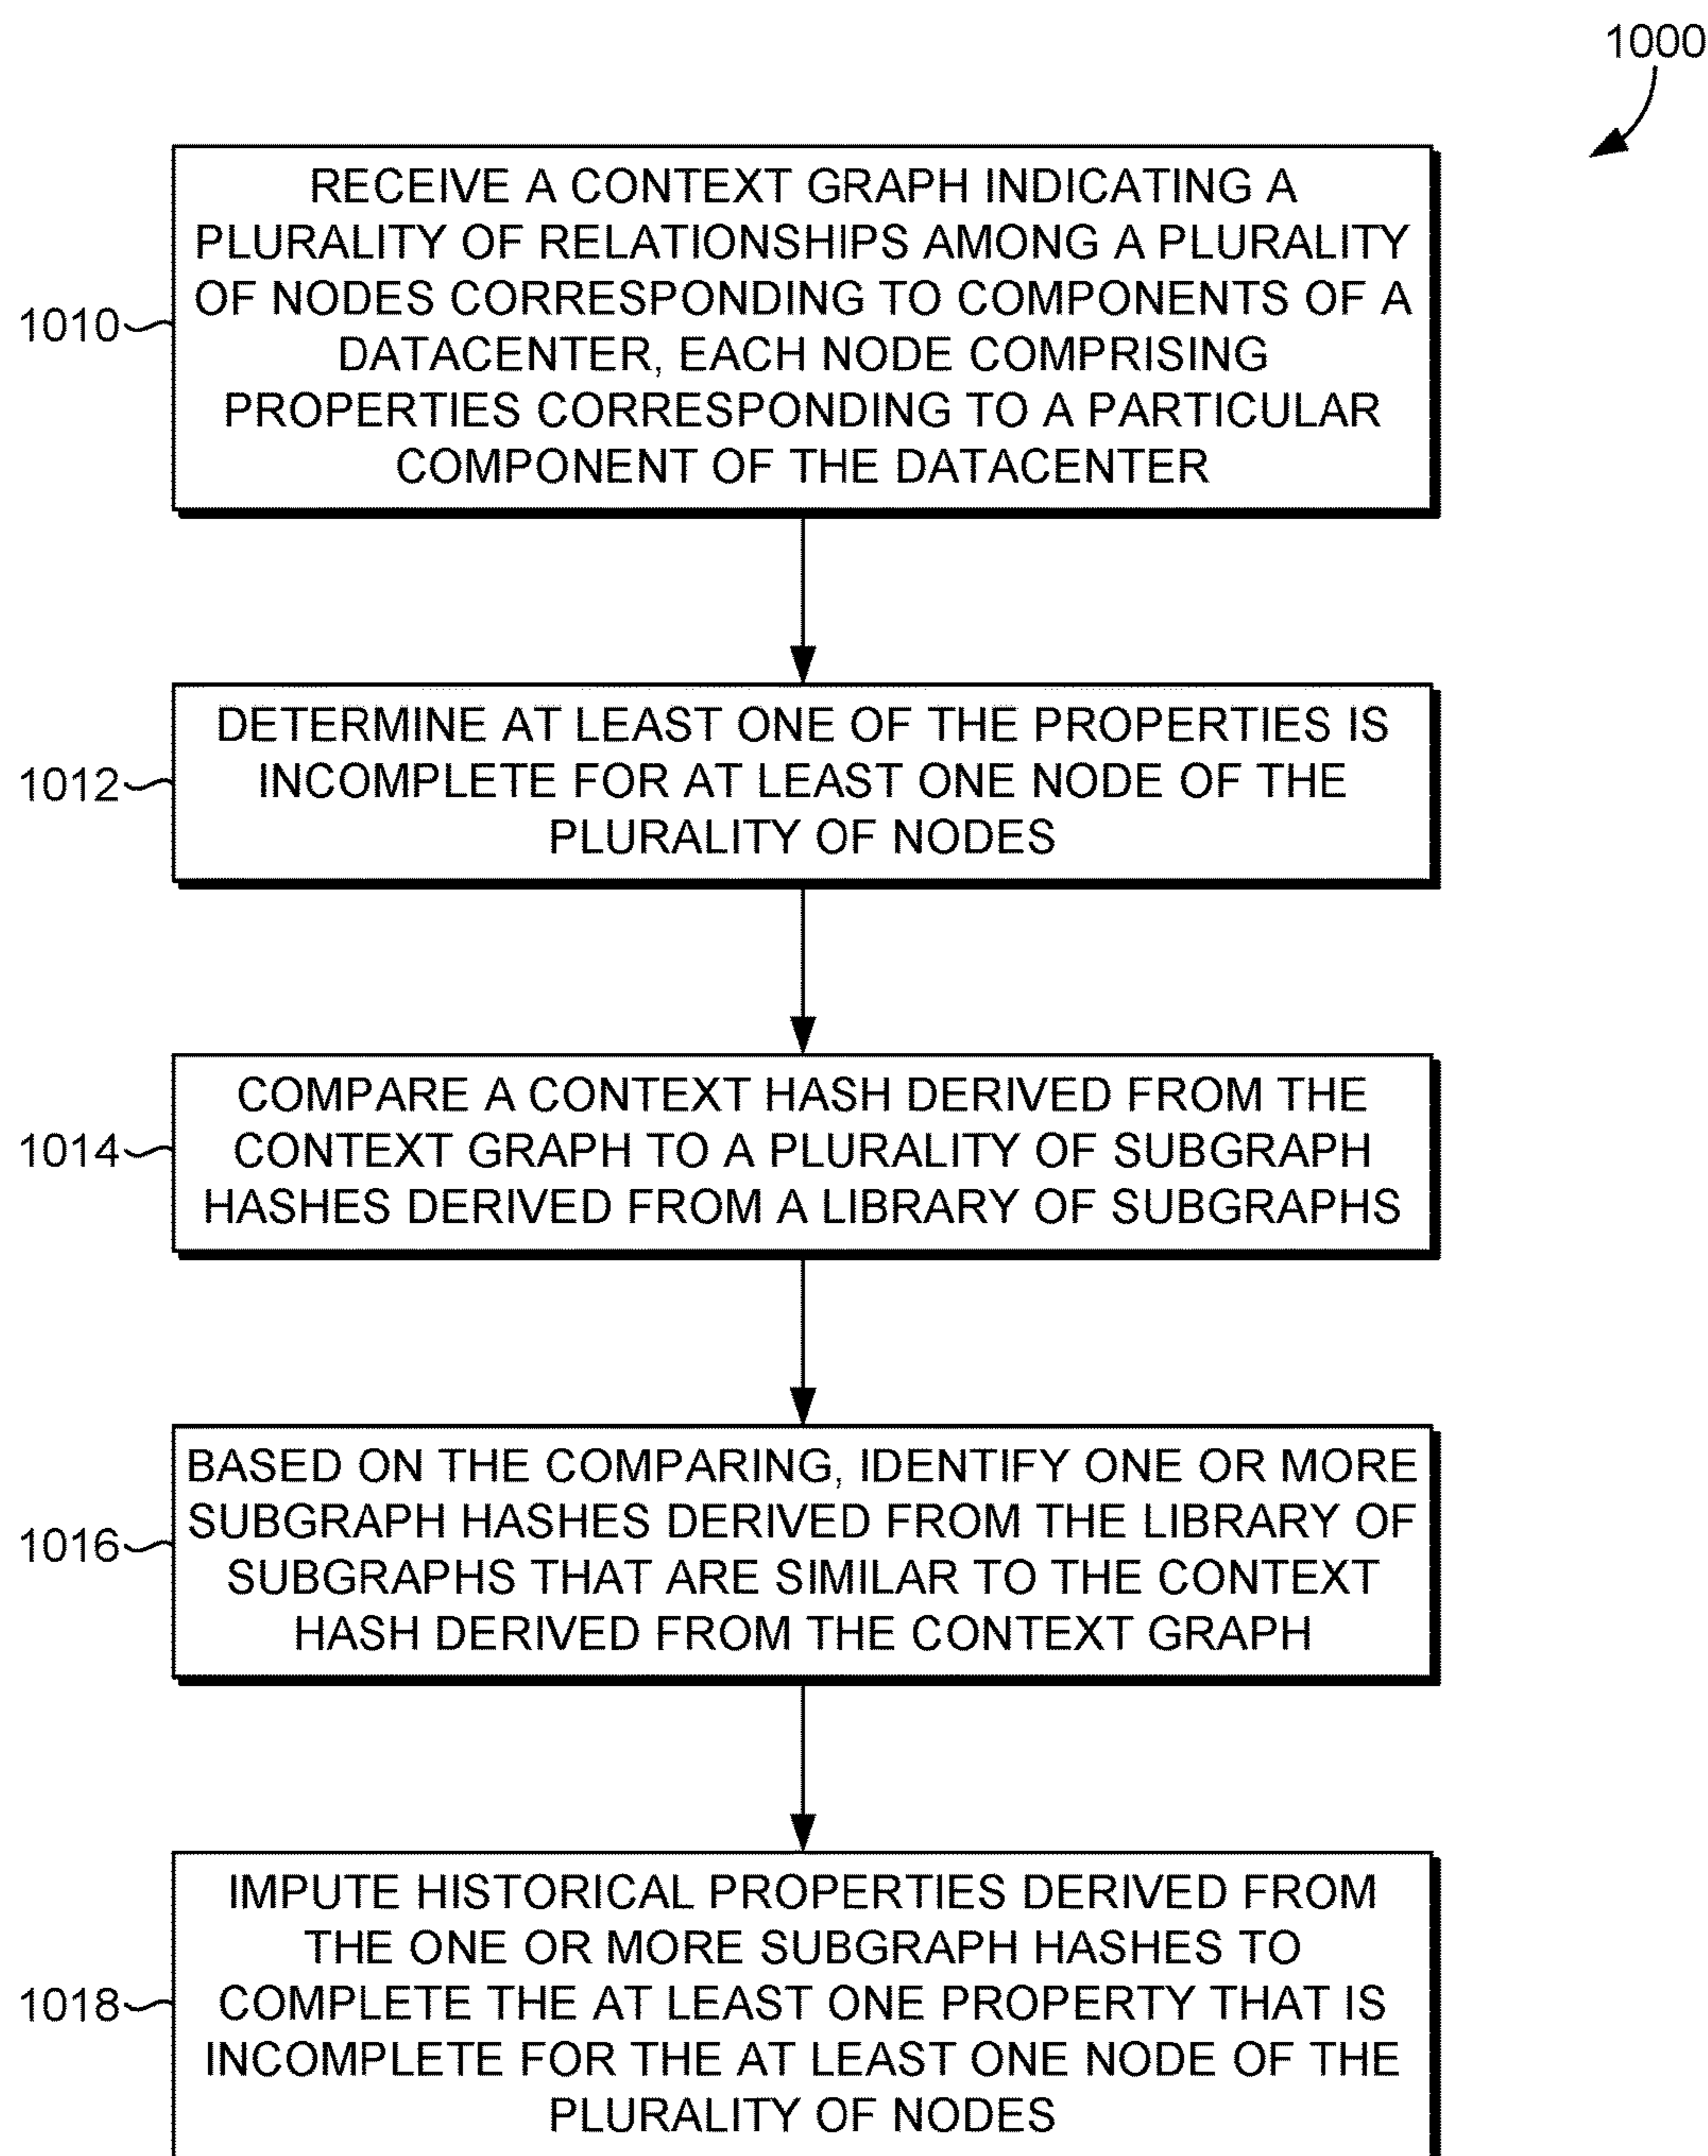 1000
RECEIVE A CONTEXT GRAPH INDICATING A
PLURALITY OF RELATIONSHIPS AMONG A PLURALITY
OF NODES CORRESPONDING TO COMPONENTS OF A
DATACENTER, EACH NODE COMPRISING
PROPERTIES CORRESPONDING TO A PARTICULAR
COMPONENT OF THE DATACENTER
1010
DETERMINE AT LEAST ONE OF THE PROPERTIES IS
INCOMPLETE FOR AT LEAST ONE NODE OF THE
PLURALITY OF NODES
1012
COMPARE A CONTEXT HASH DERIVED FROM THE
CONTEXT GRAPH TO A PLURALITY OF SUBGRAPH
HASHES DERIVED FROM A LIBRARY OF SUBGRAPHS
1014
BASED ON THE COMPARING, IDENTIFY ONE OR MORE
SUBGRAPH HASHES DERIVED FROM THE LIBRARY OF
SUBGRAPHS THAT ARE SIMILAR TO THE CONTEXT
HASH DERIVED FROM THE CONTEXT GRAPH
1016
IMPUTE HISTORICAL PROPERTIES DERIVED FROM
THE ONE OR MORE SUBGRAPH HASHES TO
COMPLETE THE AT LEAST ONE PROPERTY THAT IS
INCOMPLETE FOR THE AT LEAST ONE NODE OF THE
PLURALITY OF NODES
1018